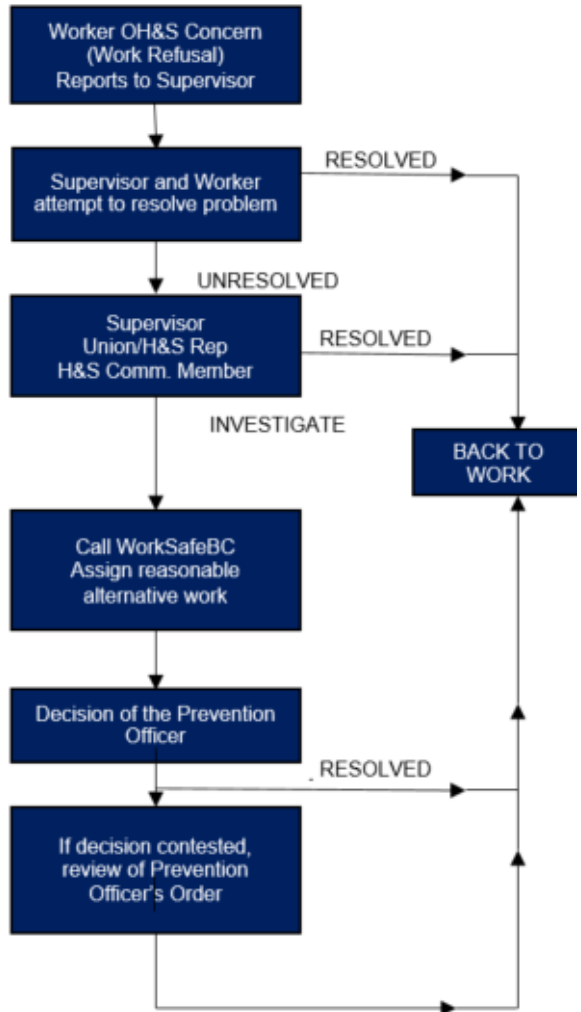 Worker OH&S Concern
(Work Refusal)
Reports to Supervisor
RESOLVED
Supervisor and Worker
attempt to resolve problem
UNRESOLVED
Supervisor
Union/H&S Rep
H&S Comm. Member
RESOLVED
INVESTIGATE
BACK TO
WORK
Call WorkSafeBC
Assign reasonable
alternative work
Decision of the Prevention
Officer
RESOLVED
If decision contested,
review of Prevention
Officer's Order